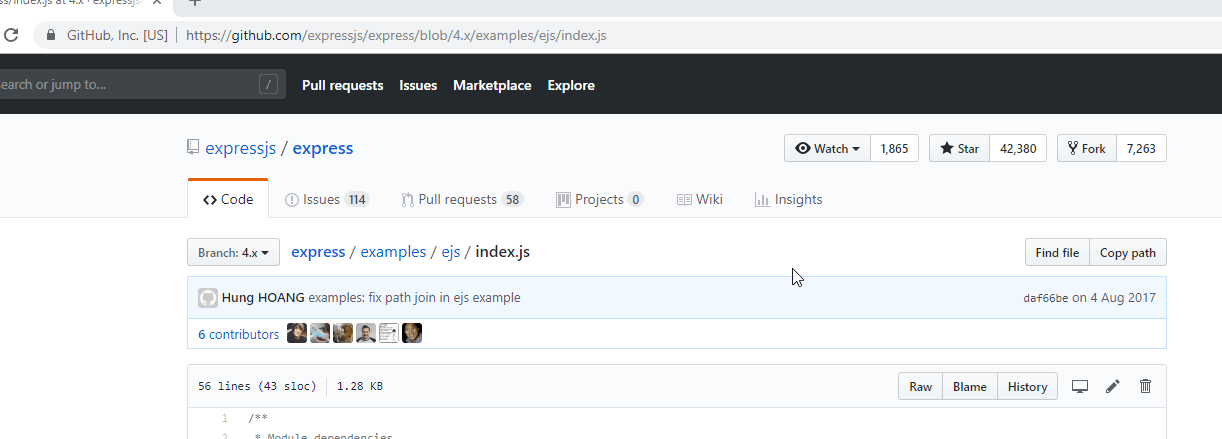 ss/index.js at 4.x · expressjs
GitHub, Inc. [US] https://github.com/expressjs/express/blob/4.x/examples/ejs/index.js
earch or jump to... / Pull requests Issues Marketplace Explore
expressjs / express Watch 1,865 Star 42,380 Fork 7,263
Code Issues 114 Pull requests 58 Projects 0 Wiki Insights
Branch: 4.x express / examples / ejs / index.js Find file Copy path
Hung HOANG examples: fix path join in ejs example daf66be on 4 Aug 2017
6 contributors
56 lines (43 sloc) 1.28 KB Raw Blame History
1 /**
2 * Module dependencies.